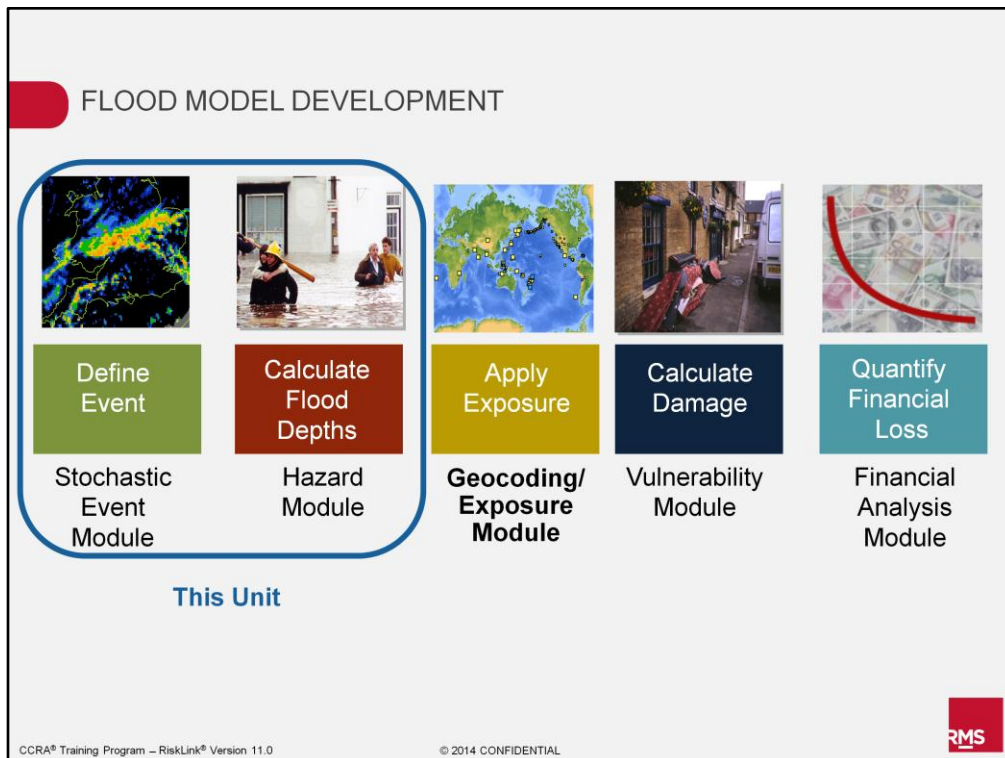 FLOOD MODEL DEVELOPMENT
Define
Event
Stochastic
Event
Module
Calculate
Flood
Depths
Hazard
Module
Apply
Exposure
Geocoding/
Exposure
Module
Calculate
Damage
Vulnerability
Module
Quantify
Financial
Loss
Financial
Analysis
Module
This Unit
CCRA® Training Program – RiskLink® Version 11.0
© 2014 CONFIDENTIAL
RMS